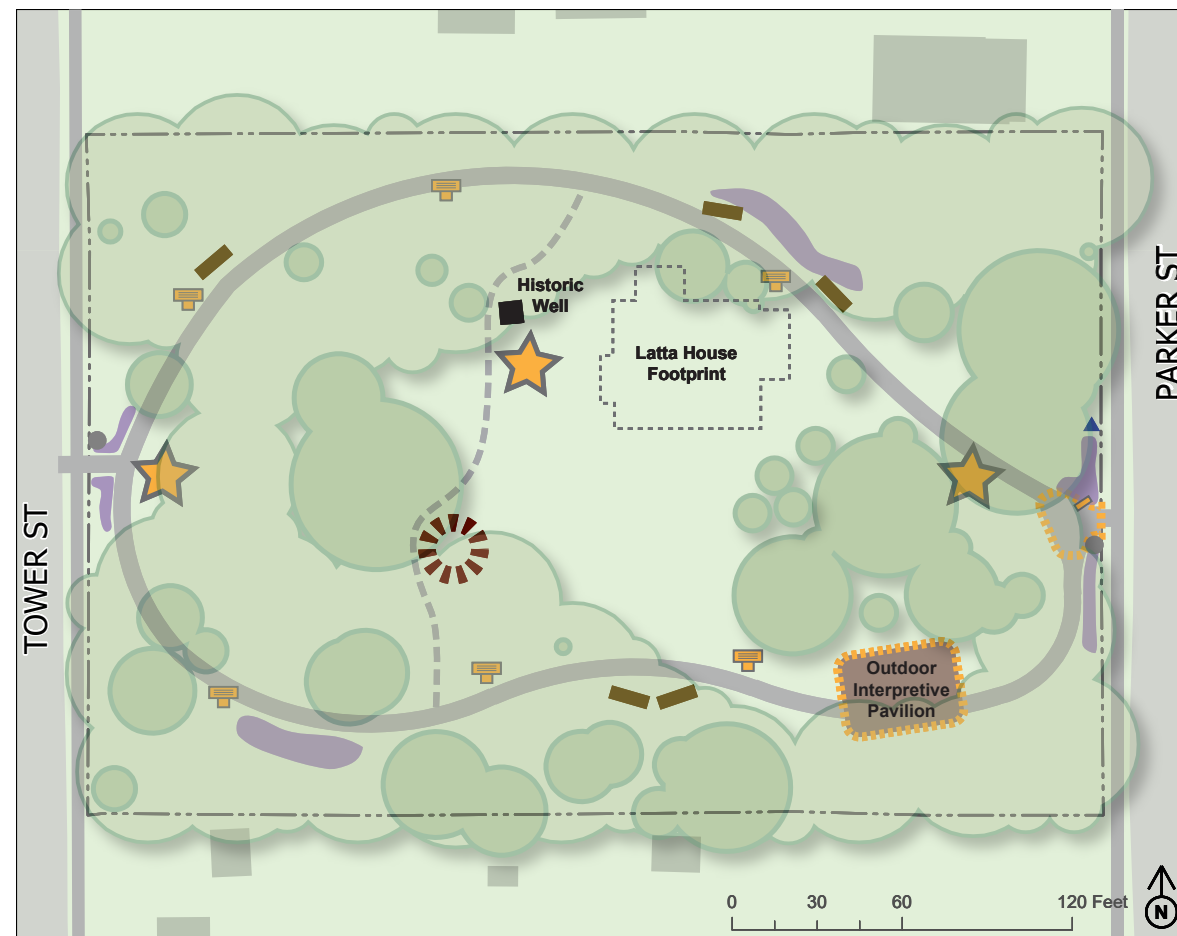 Historic
Well
Latta House
Footprint
PARKER ST
TOWER ST
Outdoor
Interpretive
Pavilion
0 30 60 120 Feet
N